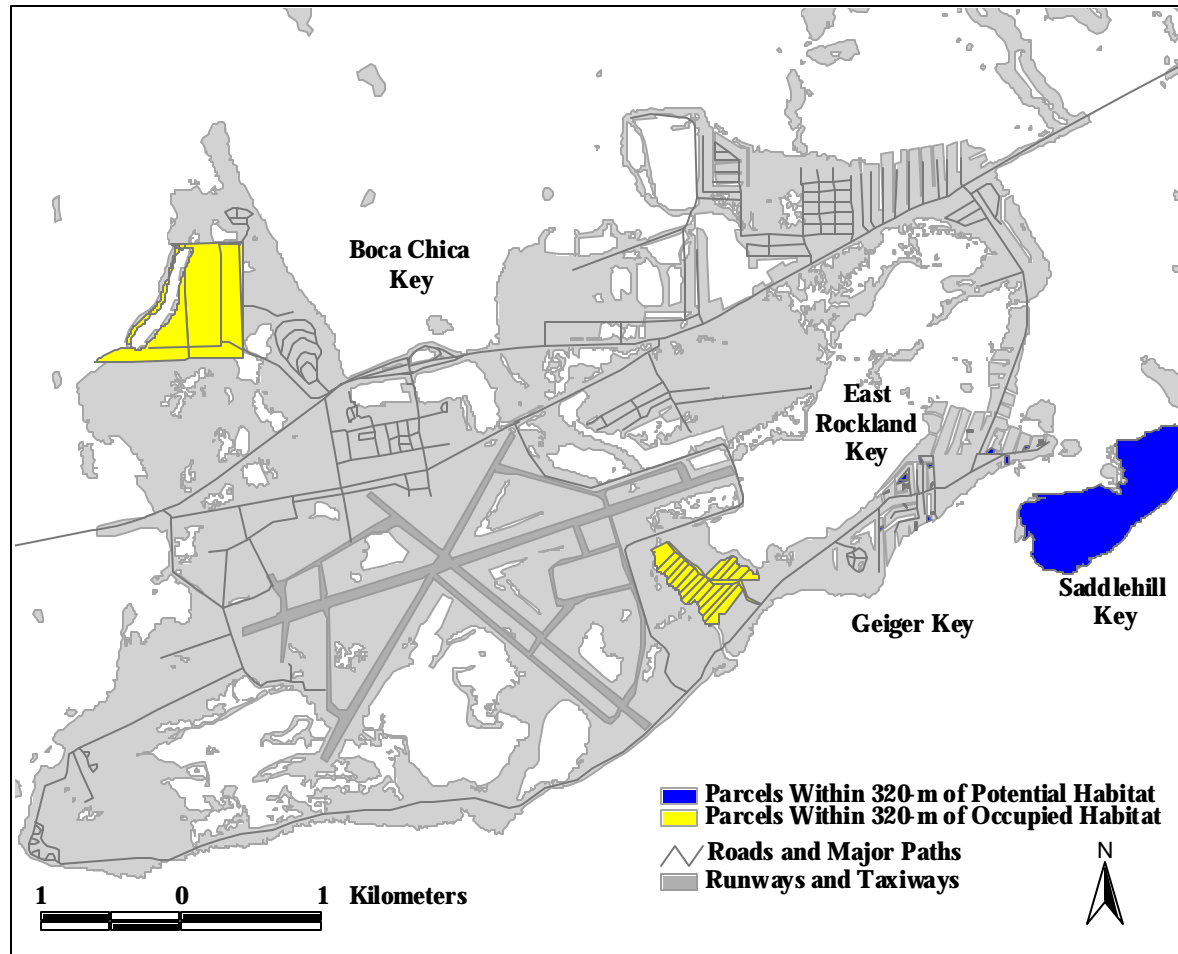 Boca Chica
Key
East
Rockland
Key
Saddlehill
Key
Geiger Key
Parcels Within 320-m of Potential Habitat
Parcels Within 320-m of Occupied Habitat
Roads and Major Paths
Runways and Taxiways
N
1 0 1 Kilometers